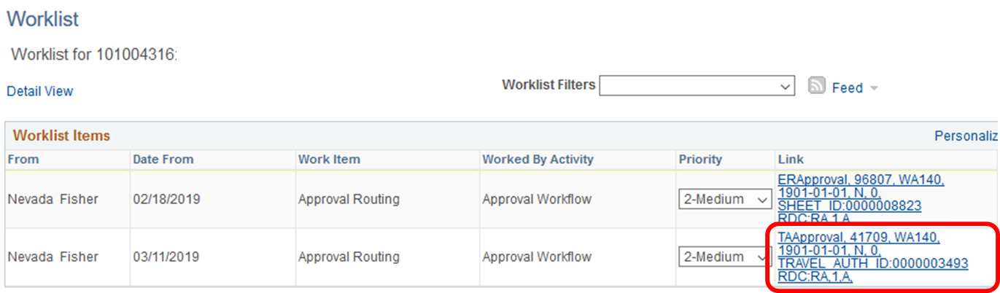 Worklist
Worklist for 101004316:
Detail View
Worklist Filters
Feed
Worklist Items
Personaliz
From Date From Work Item Worked By Activity Priority Link
Nevada Fisher 02/18/2019 Approval Routing Approval Workflow 2-Medium ERApproval, 96807, WA140,
1901-01-01, N, 0,
SHEET_ID:0000008823
RDC:RA,1,A,
Nevada Fisher 03/11/2019 Approval Routing Approval Workflow 2-Medium TAApproval, 41709, WA140,
1901-01-01, N, 0,
TRAVEL_AUTH_ID:0000003493
RDC:RA,1,A,